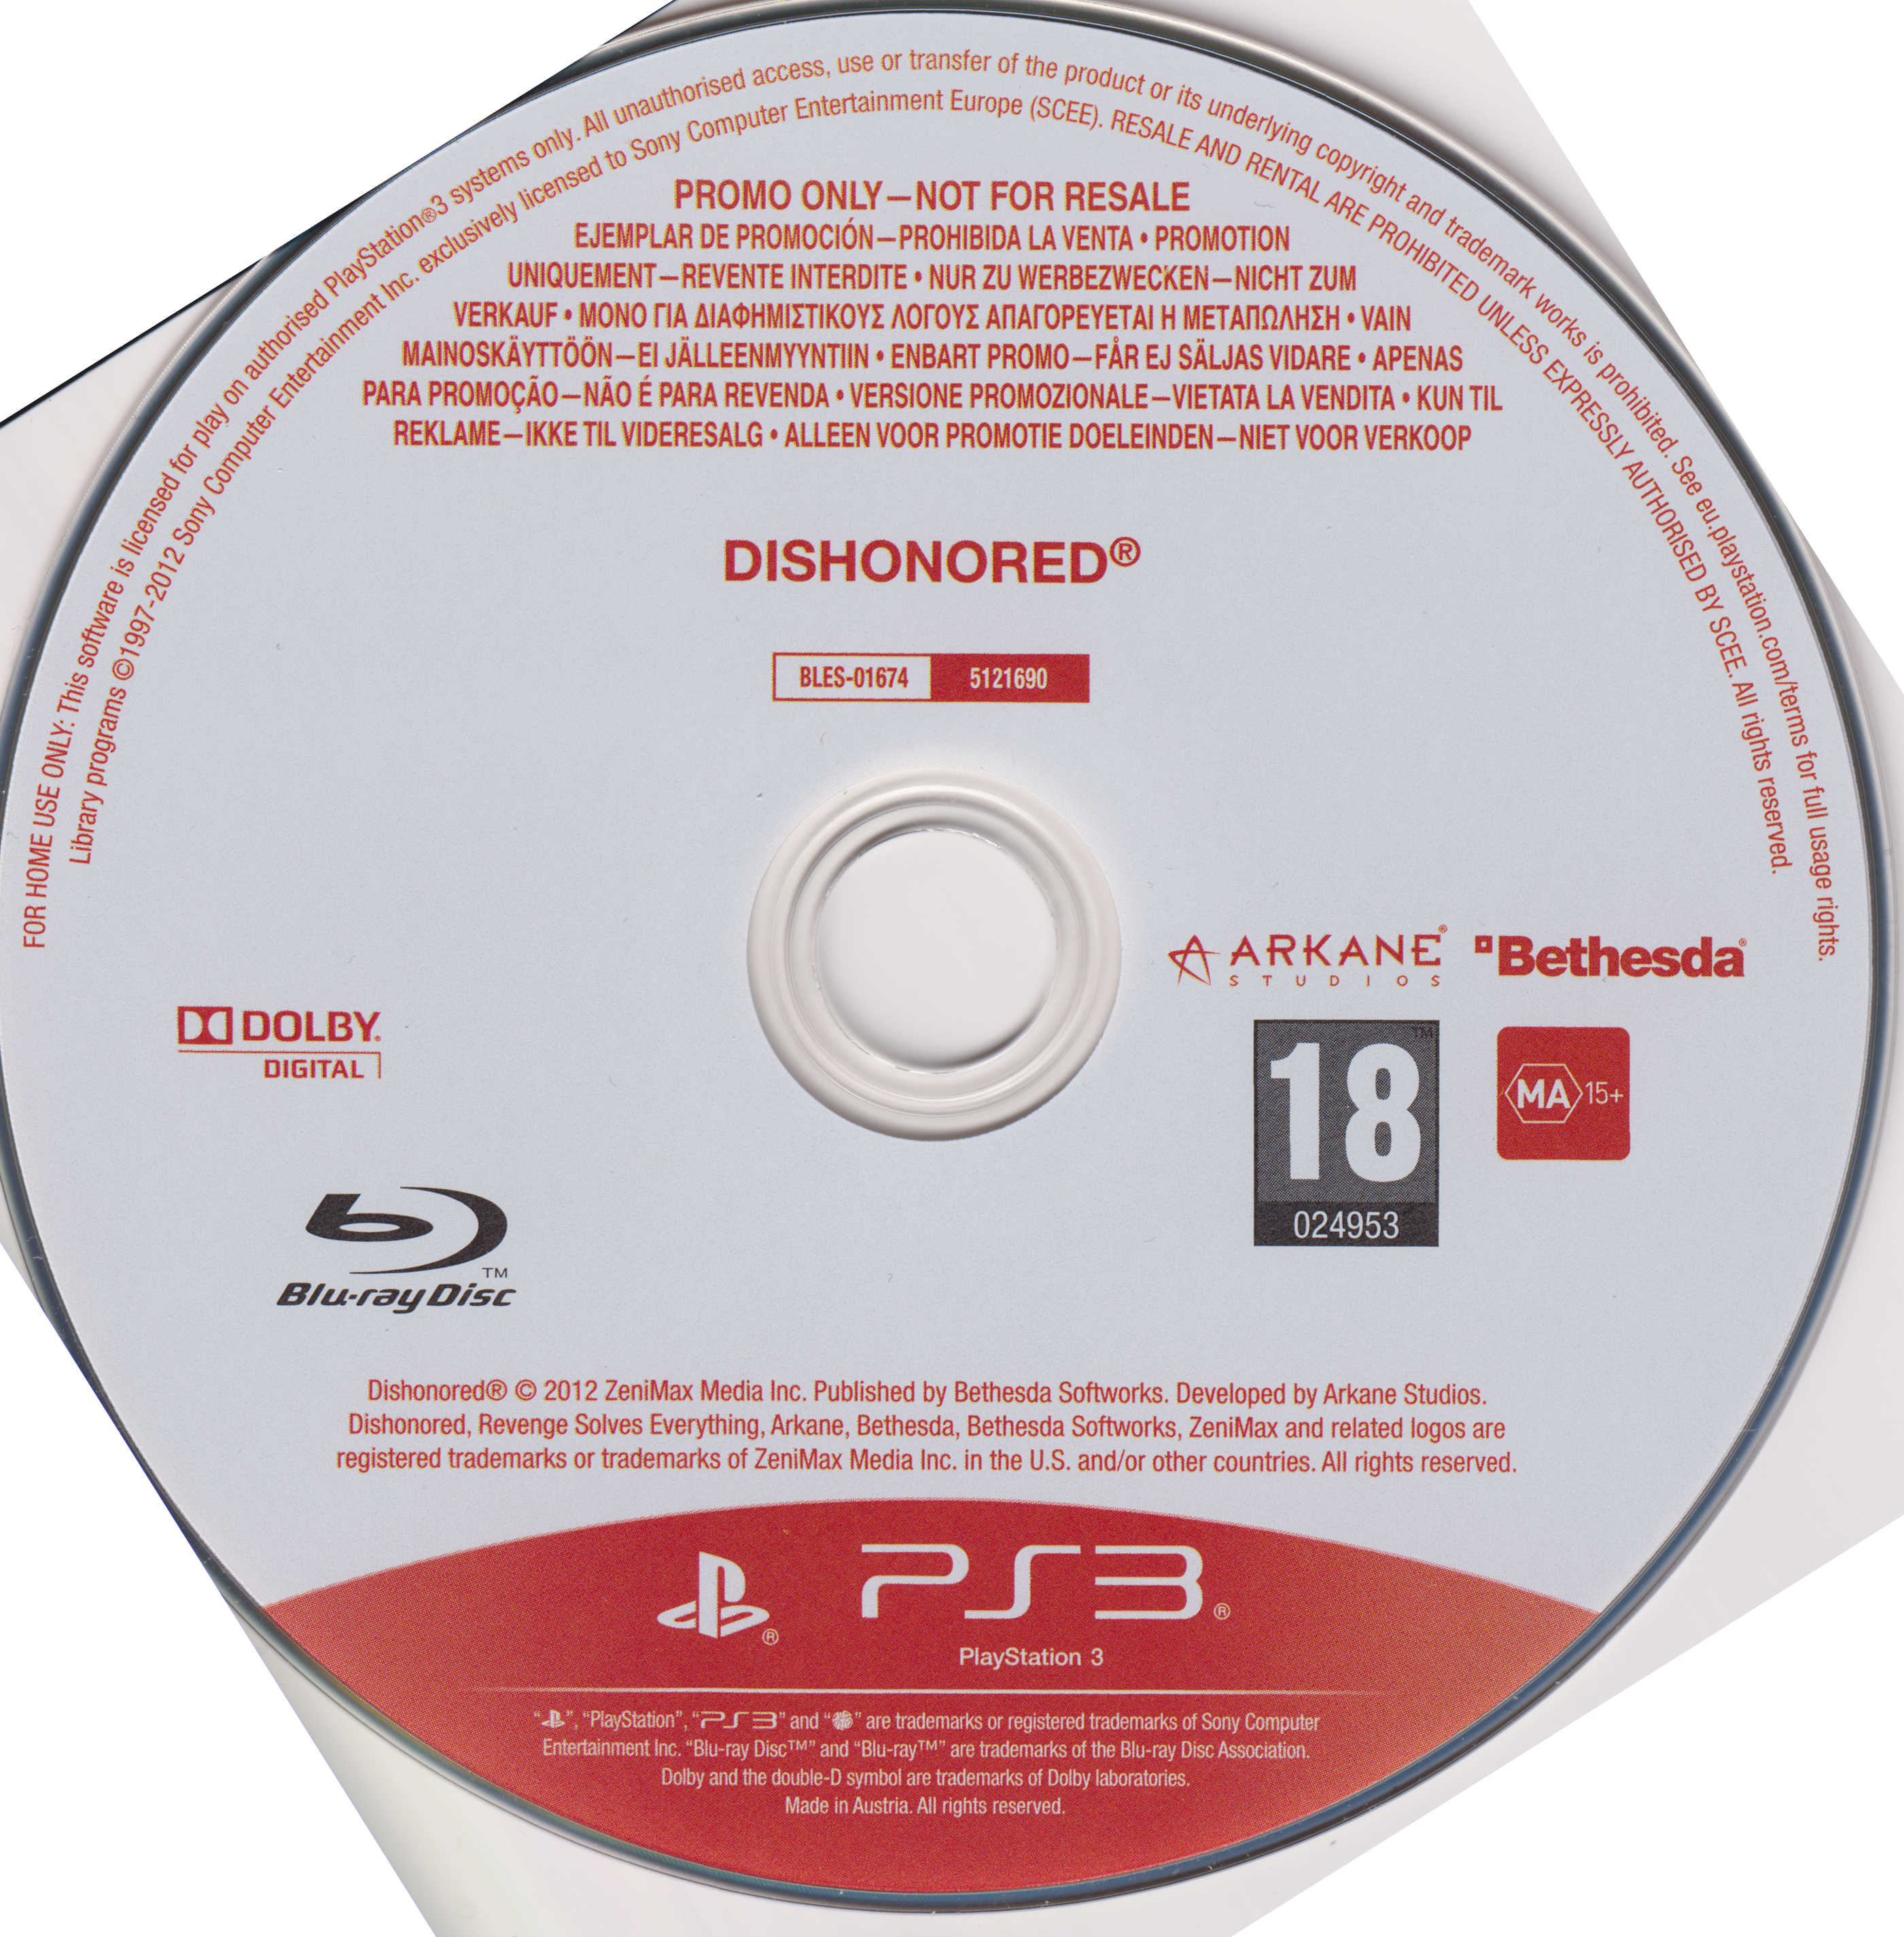 FOR HOME USE ONLY: This software is licensed for play on authorised PlayStation®3 systems only. All unauthorised access, use or transfer of the product or its underlying copyright and trademark works is prohibited. See eu.playstation.com/terms for full usage rights.
Library programs ©1997-2012 Sony Computer Entertainment Inc. exclusively licensed to Sony Computer Entertainment Europe (SCEE). RESALE AND RENTAL ARE PROHIBITED UNLESS EXPRESSLY AUTHORISED BY SCEE. All rights reserved.
PROMO ONLY—NOT FOR RESALE
EJEMPLAR DE PROMOCIÓN—PROHIBIDA LA VENTA • PROMOTION
UNIQUEMENT—REVENTE INTERDITE • NUR ZU WERBEZWECKEN—NICHT ZUM
VERKAUF • ΜΟΝΟ ΓΙΑ ΔΙΑΦΗΜΙΣΤΙΚΟΥΣ ΛΟΓΟΥΣ ΑΠΑΓΟΡΕΥΕΤΑΙ Η ΜΕΤΑΠΩΛΗΣΗ • VAIN
MAINOSKÄYTTÖÖN—EI JÄLLEENMYYNTIIN • ENBART PROMO—FÅR EJ SÄLJAS VIDARE • APENAS
PARA PROMOÇÃO—NÃO É PARA REVENDA • VERSIONE PROMOZIONALE—VIETATA LA VENDITA • KUN TIL
REKLAME—IKKE TIL VIDERESALG • ALLEEN VOOR PROMOTIE DOELEINDEN—NIET VOOR VERKOOP
DISHONORED®
BLES-01674 5121690
ARKANE® Bethesda®
STUDIOS
DOLBY®
DIGITAL
18™
MA 15+
024953
Blu-ray Disc™
Dishonored® © 2012 ZeniMax Media Inc. Published by Bethesda Softworks. Developed by Arkane Studios.
Dishonored, Revenge Solves Everything, Arkane, Bethesda, Bethesda Softworks, ZeniMax and related logos are
registered trademarks or trademarks of ZeniMax Media Inc. in the U.S. and/or other countries. All rights reserved.
® PS3®
PlayStation 3
“ ”, “PlayStation”, “PS3” and “ ” are trademarks or registered trademarks of Sony Computer
Entertainment Inc. “Blu-ray Disc™” and “Blu-ray™” are trademarks of the Blu-ray Disc Association.
Dolby and the double-D symbol are trademarks of Dolby laboratories.
Made in Austria. All rights reserved.